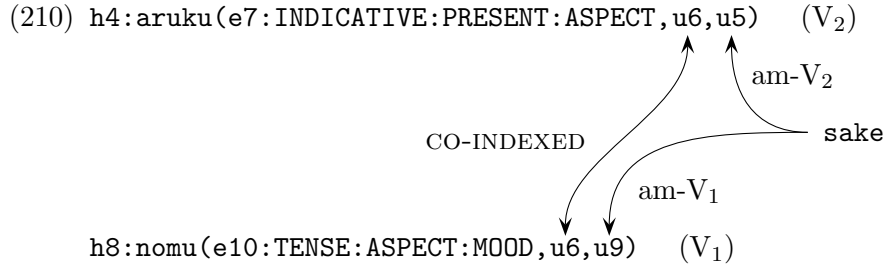 (210) h4:aruku(e7:INDICATIVE:PRESENT:ASPECT,u6,u5) (V₂)
am-V₂
sake
CO-INDEXED
am-V₁
h8:nomu(e10:TENSE:ASPECT:MOOD,u6,u9) (V₁)